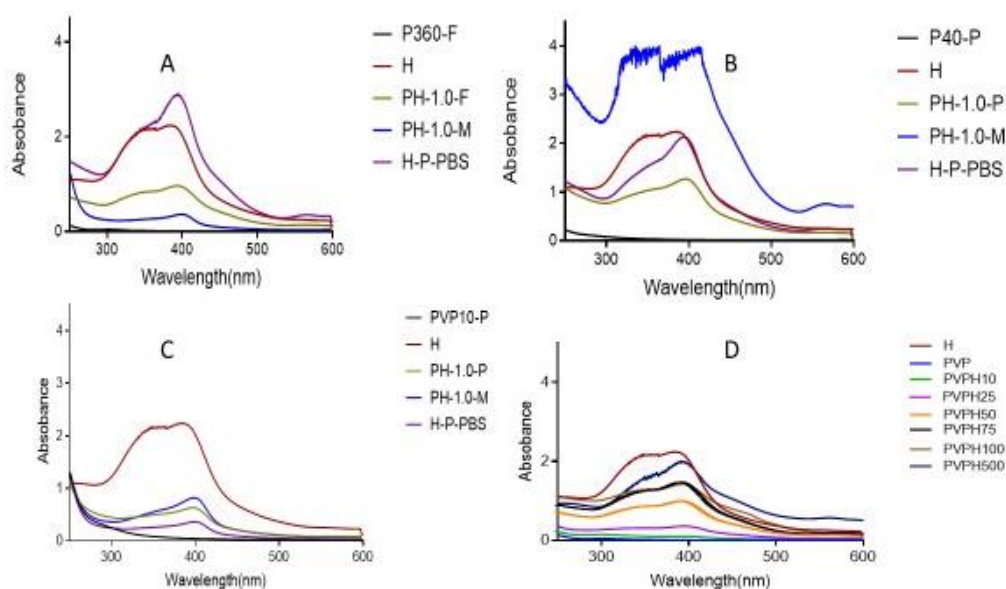 A
Absobance
4
2
0
300
400
500
600
Wavelength(nm)
P360-F
H
PH-1.0-F
PH-1.0-M
H-P-PBS
B
Absobance
4
3
2
1
0
300
400
500
600
Wavelength(nm)
P40-P
H
PH-1.0-P
PH-1.0-M
H-P-PBS
C
Absobance
4
3
2
1
0
300
400
500
600
Wavelength(nm)
PVP10-P
H
PH-1.0-P
PH-1.0-M
H-P-PBS
D
Absobance
4
2
0
300
400
500
600
Wavelength(nm)
H
PVP
PVPH10
PVPH25
PVPH50
PVPH75
PVPH100
PVPH500